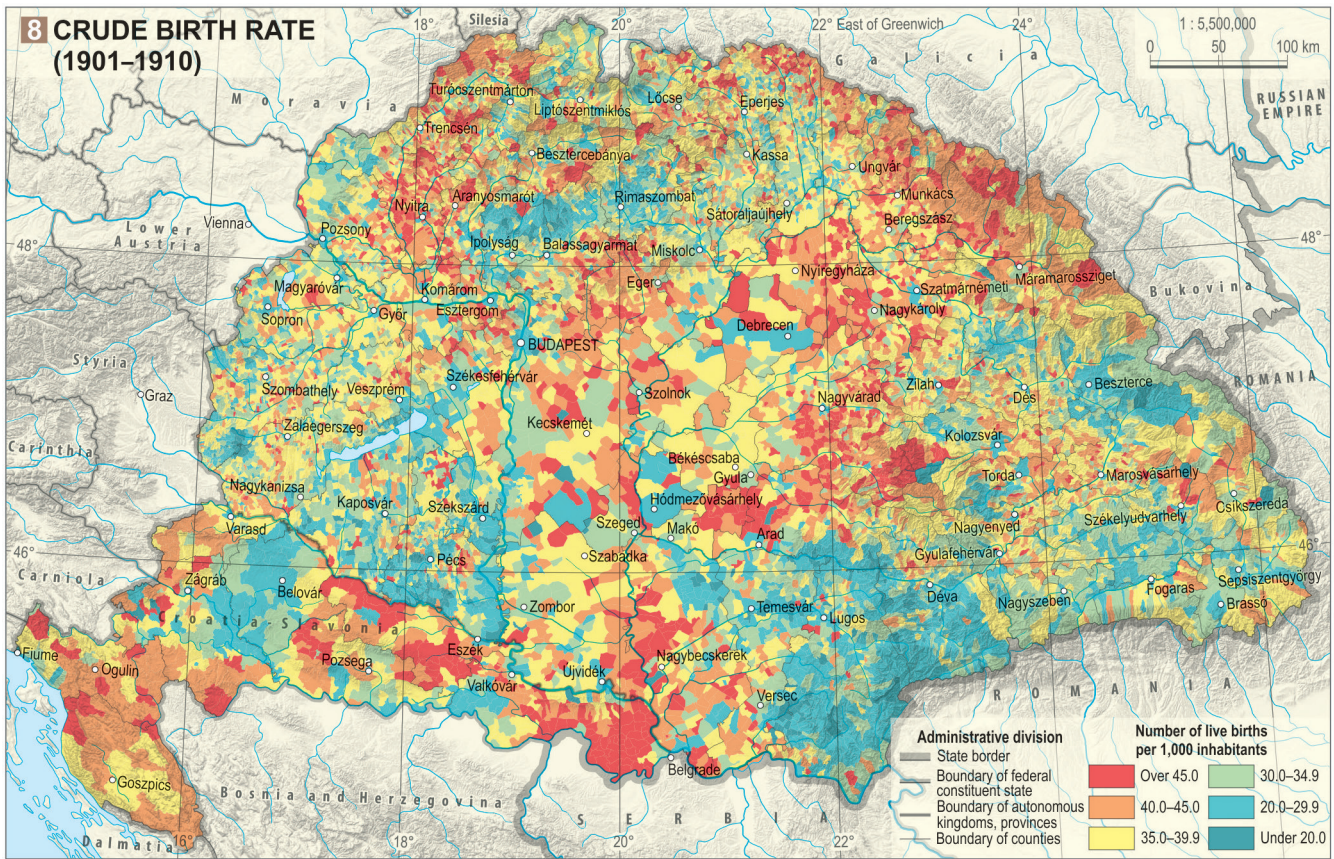 8 CRUDE BIRTH RATE
(1901–1910)
18°
Silesia
20°
22°
East of Greenwich
24°
1 : 5,500,000
0 50 100 km
Galicia
Moravia
RUSSIAN
EMPIRE
Turócszentmárton
Liptószentmiklós
Lőcse
Eperjes
Trencsén
Besztercebánya
Kassa
Ungvár
Aranyosmarót
Rimaszombat
Munkács
Nyitra
Sátoraljaújhely
Beregszász
Vienna
Lower
Austria
Pozsony
Ipolyság
Balassagyarmat
Miskolc
48°
48°
Nyíregyháza
Máramarossziget
Magyaróvár
Komárom
Eger
Szatmárnémeti
Bukovina
Sopron
Győr
Esztergom
Nagykároly
Debrecen
BUDAPEST
Styria
Szombathely
Veszprém
Székesfehérvár
Zilah
Dés
Beszterce
ROMANIA
Graz
Szolnok
Nagyvárad
Zalaegerszeg
Kecskemét
Kolozsvár
Carinthia
Békéscsaba
Gyula
Torda
Marosvásárhely
Nagykanizsa
Kaposvár
Szekszárd
Hódmezővásárhely
Csíkszereda
Varasd
Szeged
Makó
Arad
Nagyenyed
Székelyudvarhely
46°
46°
Pécs
Szabadka
Gyulafehérvár
Carniola
Zágráb
Belovár
Zombor
Temesvár
Lugos
Déva
Nagyszeben
Fogaras
Sepsiszentgyörgy
Brassó
Croatia-Slavonia
Fiume
Ogulin
Pozsega
Eszék
Nagybecskerek
Valkóvár
Újvidék
Versec
ROMANIA
Goszpics
Belgrade
Bosnia and Herzegovina
SERBIA
Dalmatia
16°
18°
20°
22°
Administrative division
State border
Boundary of federal
constituent state
Boundary of autonomous
kingdoms, provinces
Boundary of counties
Number of live births
per 1,000 inhabitants
Over 45.0
40.0–45.0
35.0–39.9
30.0–34.9
20.0–29.9
Under 20.0